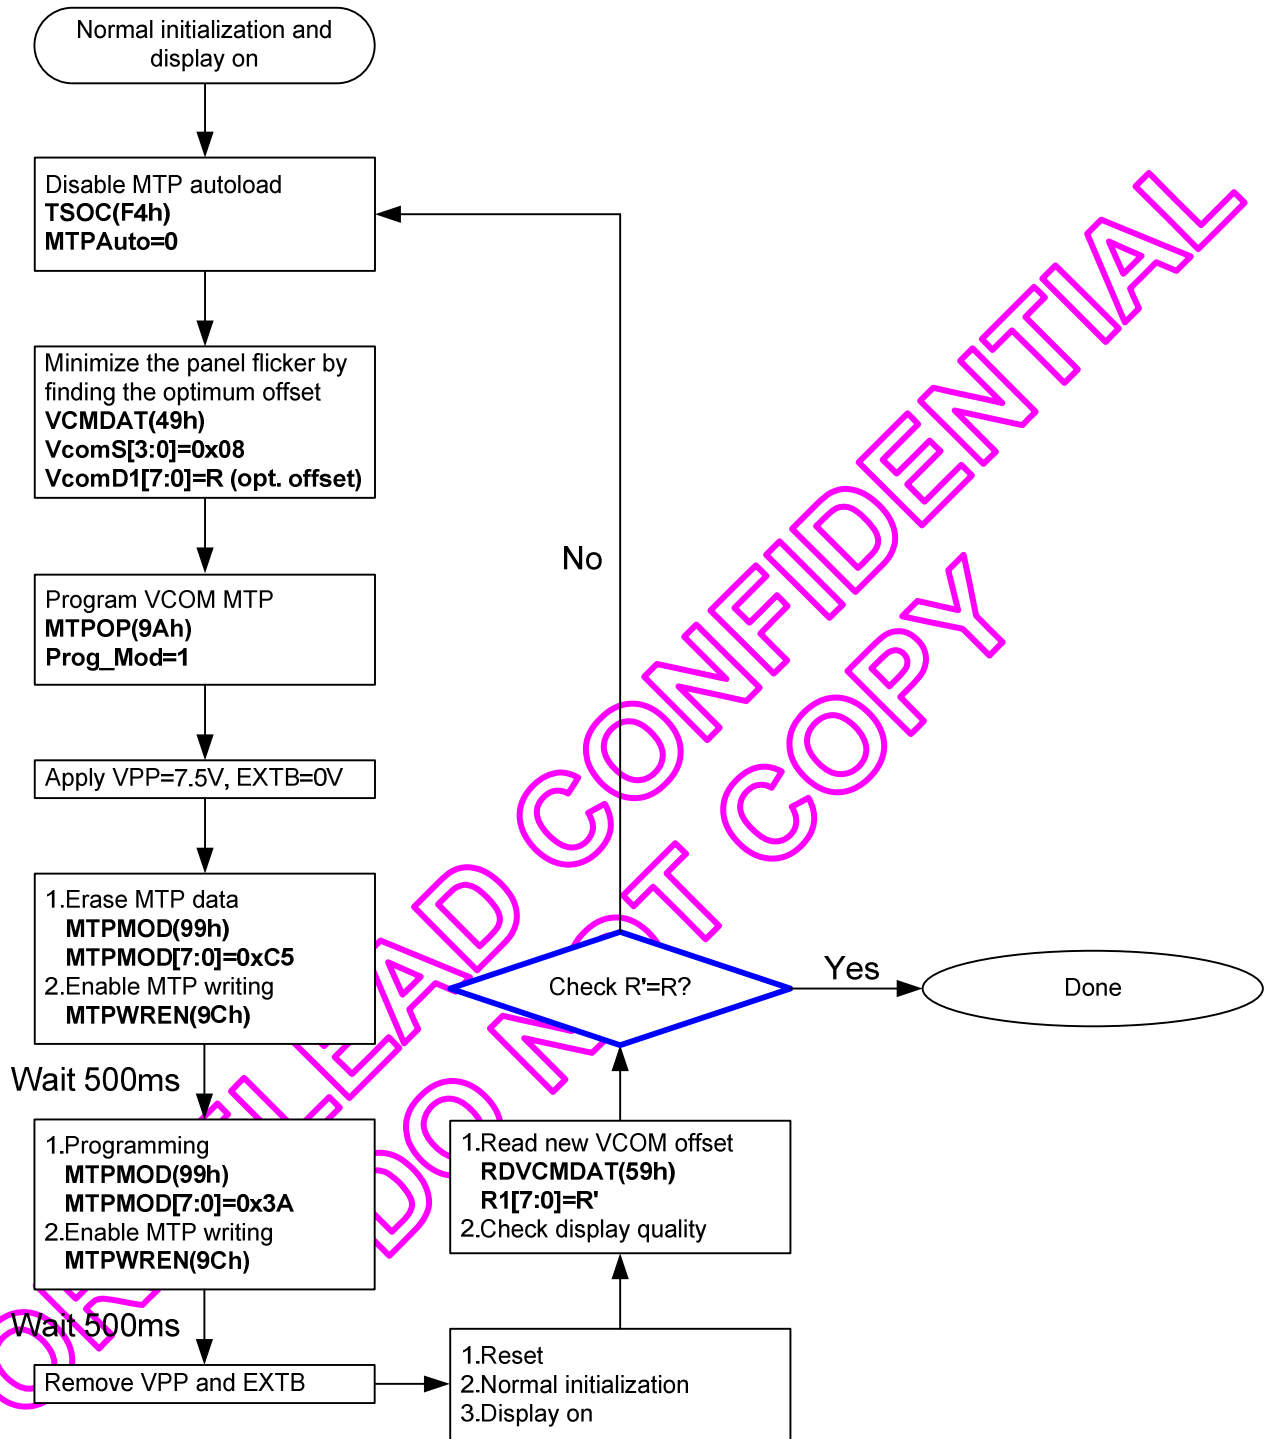 Normal initialization and
display on
Disable MTP autoload
TSOC(F4h)
MTPAuto=0
Minimize the panel flicker by
finding the optimum offset
VCMDAT(49h)
VcomS[3:0]=0x08
VcomD1[7:0]=R (opt. offset)
Program VCOM MTP
MTPOP(9Ah)
Prog_Mod=1
Apply VPP=7.5V, EXTB=0V
1.Erase MTP data
MTPMOD(99h)
MTPMOD[7:0]=0xC5
2.Enable MTP writing
MTPWREN(9Ch)
Wait 500ms
1.Programming
MTPMOD(99h)
MTPMOD[7:0]=0x3A
2.Enable MTP writing
MTPWREN(9Ch)
Wait 500ms
Remove VPP and EXTB
1.Reset
2.Normal initialization
3.Display on
1.Read new VCOM offset
RDVCMDAT(59h)
R1[7:0]=R'
2.Check display quality
Check R'=R?
No
Yes
Done
CONFIDENTIAL
DO NOT COPY